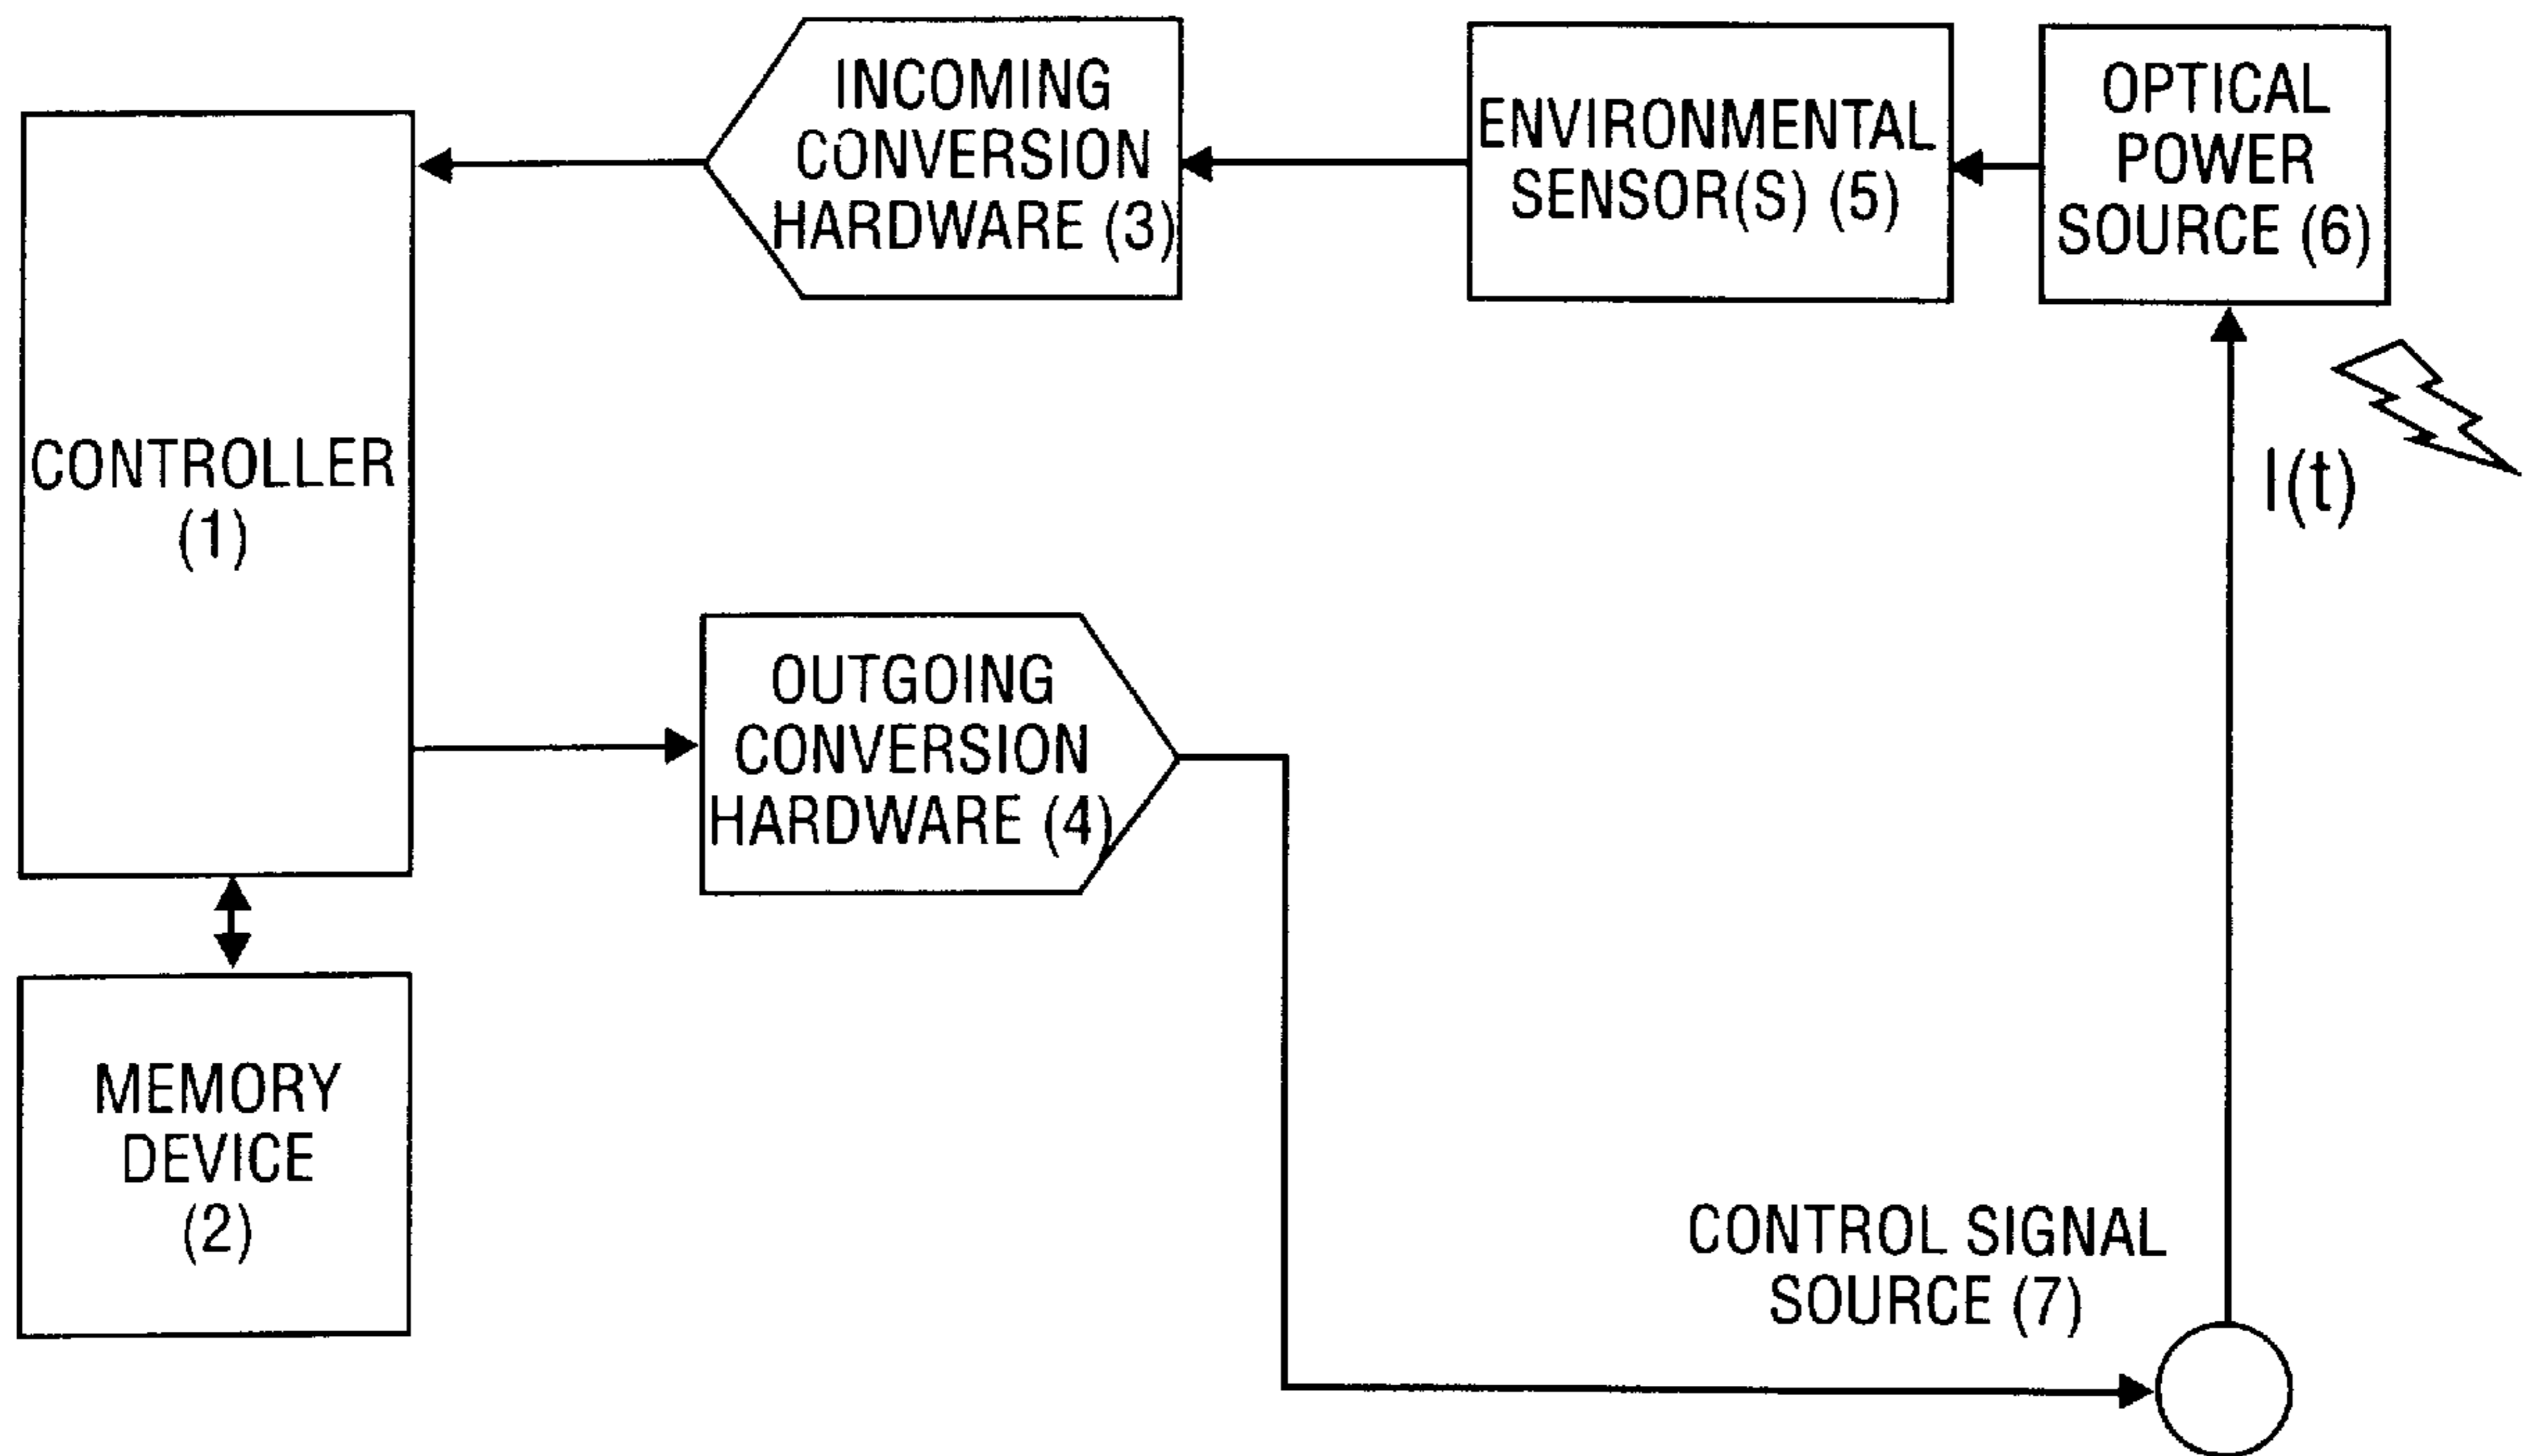 INCOMING
CONVERSION
HARDWARE (3)
ENVIRONMENTAL
SENSOR(S) (5)
OPTICAL
POWER
SOURCE (6)
CONTROLLER
(1)
I(t)
OUTGOING
CONVERSION
HARDWARE (4)
MEMORY
DEVICE
(2)
CONTROL SIGNAL
SOURCE (7)